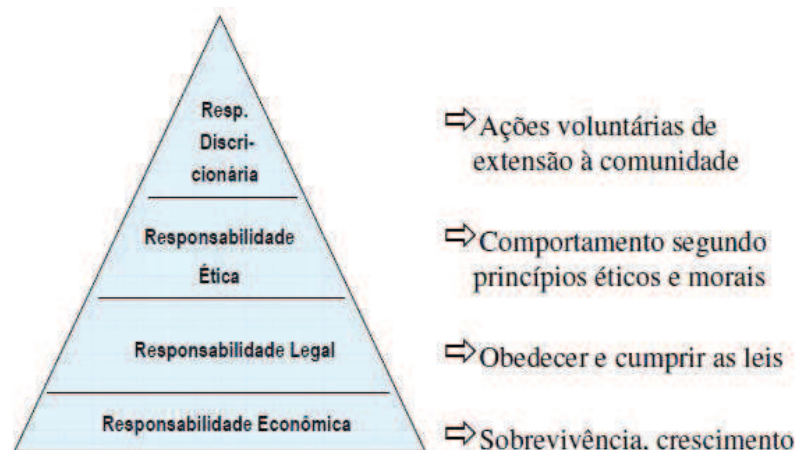 Resp.
Discri-
cionária
Ações voluntárias de
extensão à comunidade
Responsabilidade
Ética
Comportamento segundo
princípios éticos e morais
Responsabilidade Legal
Obedecer e cumprir as leis
Responsabilidade Econômica
Sobrevivência, crescimento